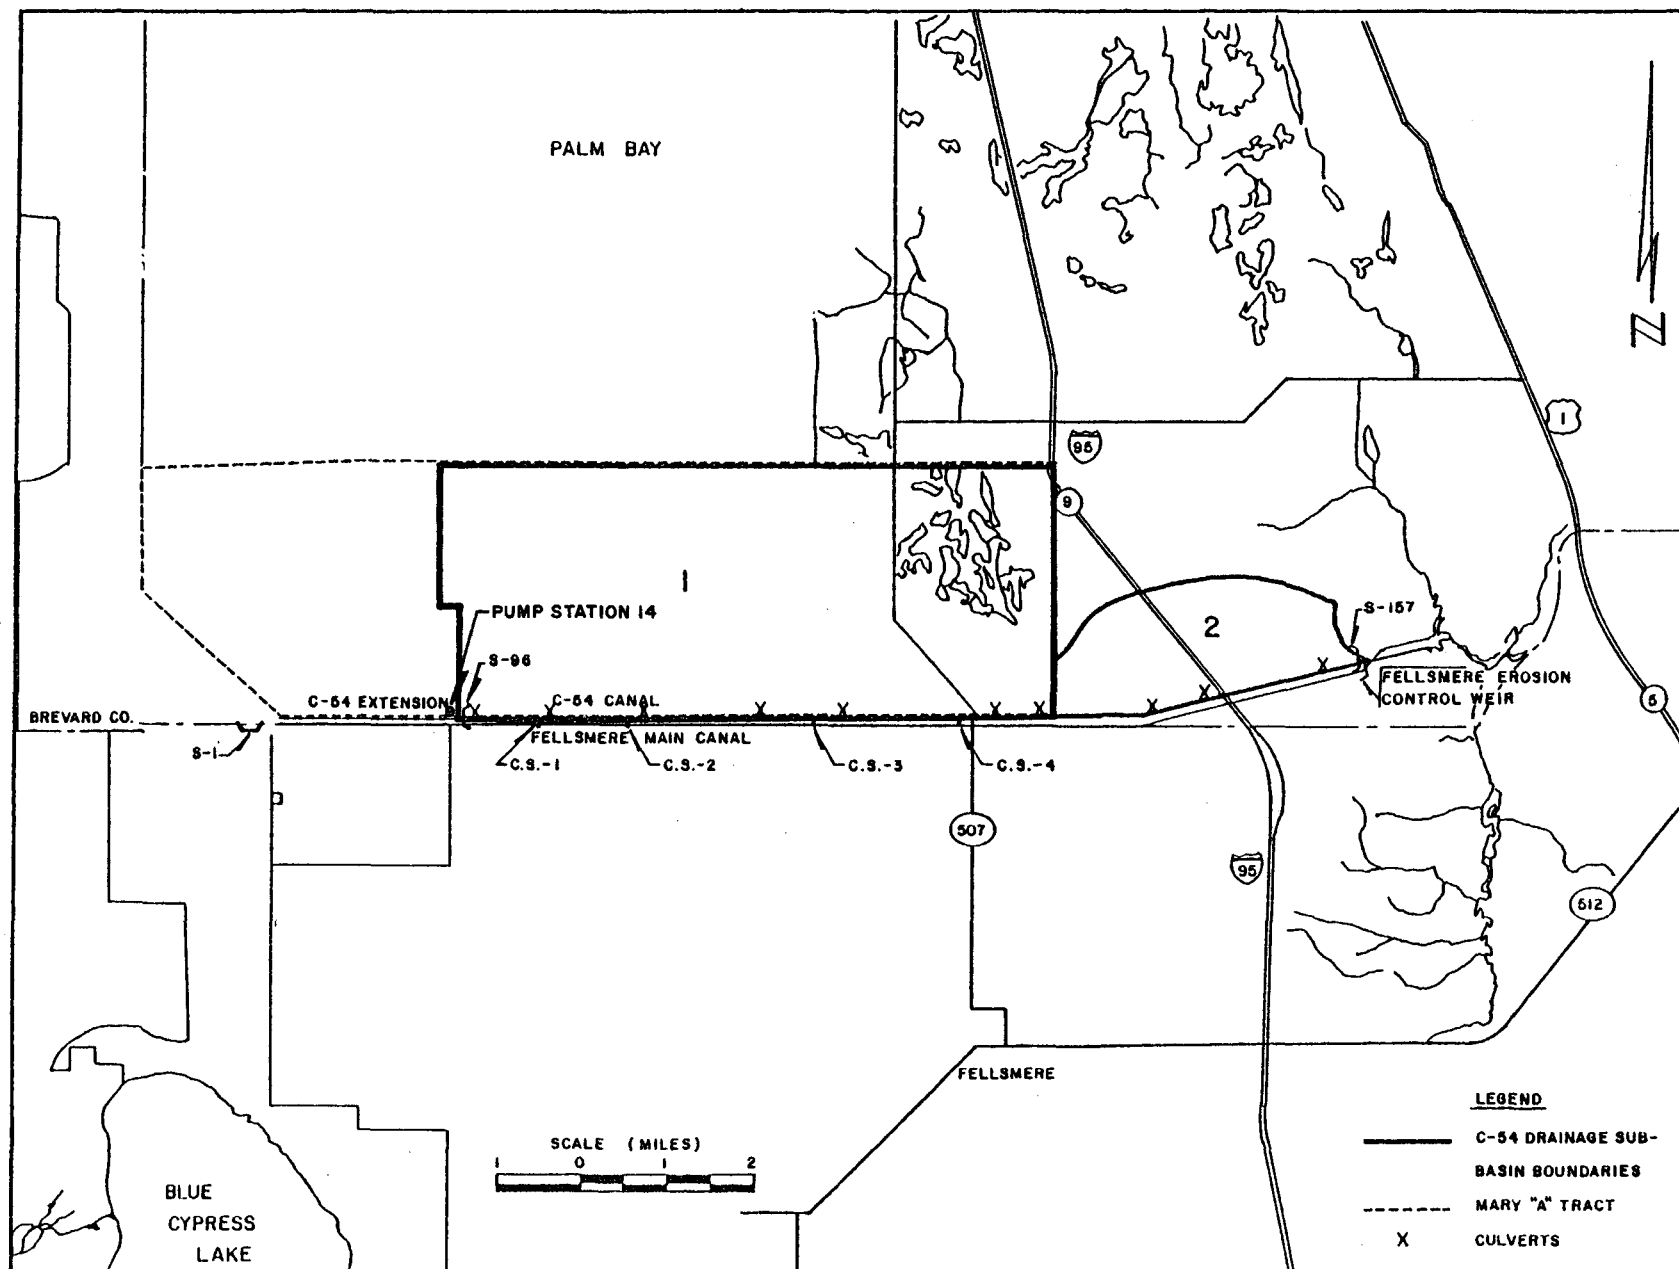 PALM BAY
N
1
95
9
1
2
S-157
PUMP STATION 14
S-96
FELLSMERE EROSION
CONTROL WEIR
5
C-54 EXTENSION
C-54 CANAL
BREVARD CO.
FELLSMERE MAIN CANAL
S-1
C.S.-1
C.S.-2
C.S.-3
C.S.-4
507
95
512
FELLSMERE
LEGEND
C-54 DRAINAGE SUB-
BASIN BOUNDARIES
MARY "A" TRACT
X CULVERTS
SCALE (MILES)
1 0 1 2
BLUE
CYPRESS
LAKE